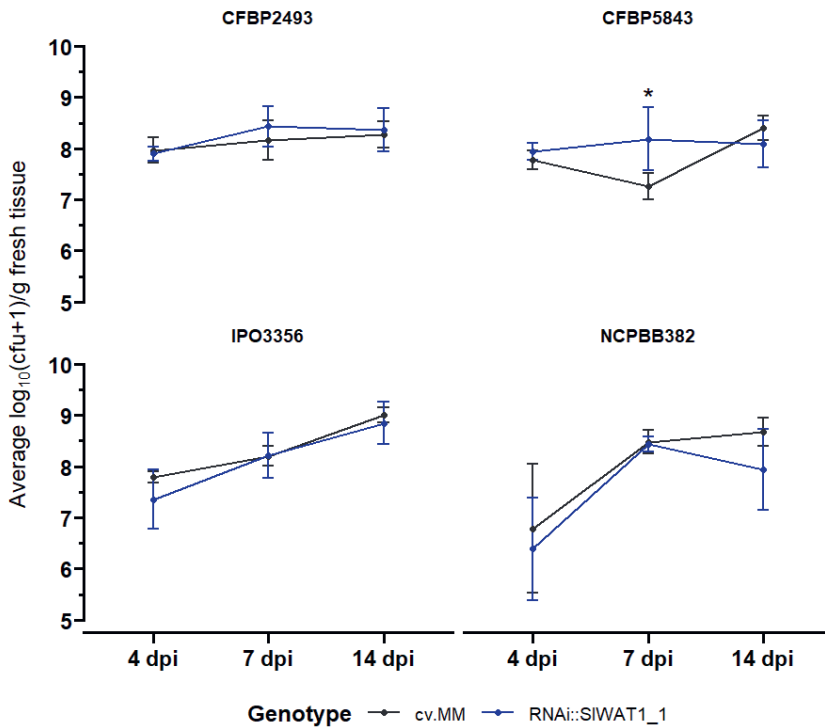 CFBP2493 CFBP5843
10
9
8
7
6
5
*
Average log10(cfu+1)/g fresh tissue
IPO3356 NCPBB382
10
9
8
7
6
5
4 dpi 7 dpi 14 dpi 4 dpi 7 dpi 14 dpi
Genotype cv.MM RNAi::SlWAT1_1